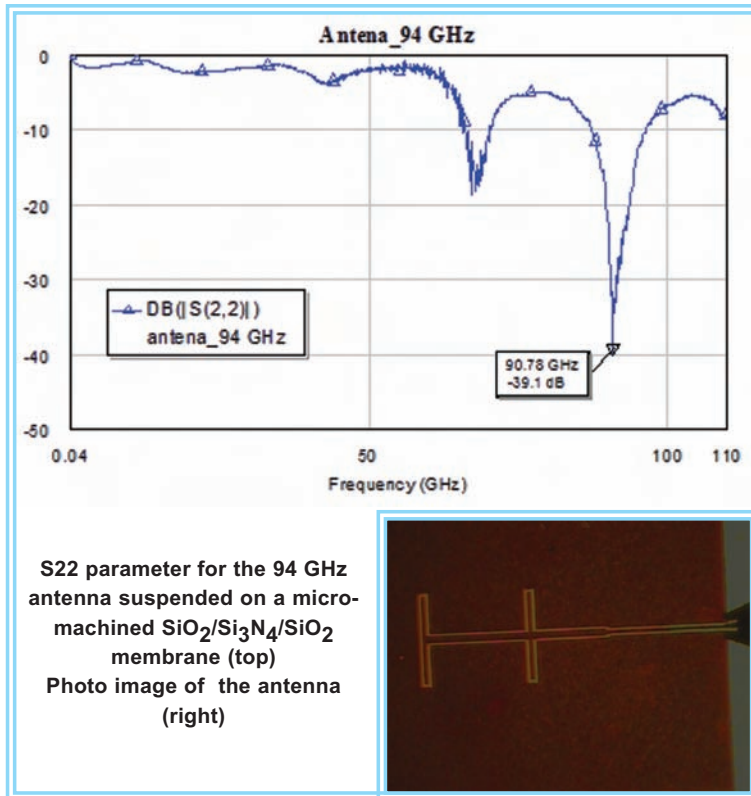 Antena_94 GHz
0
-10
-20
-30
-40
-50
DB(|S(2,2)|)
antena_94 GHz
90.78 GHz
-39.1 dB
0.04 50 100 110
Frequency (GHz)
S22 parameter for the 94 GHz
antenna suspended on a micro-
machined SiO2/Si3N4/SiO2
membrane (top)
Photo image of the antenna
(right)